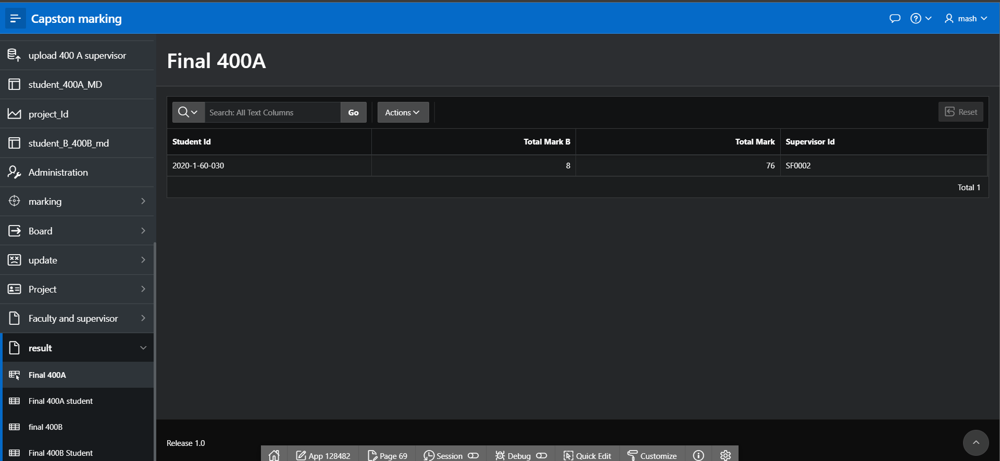 Capston marking
mash
upload 400 A supervisor
student_400A_MD
project_Id
student_B_400B_md
Administration
marking
Board
update
Project
Faculty and supervisor
result
Final 400A
Final 400A student
final 400B
Final 400B Student
Final 400A
Search: All Text Columns Go Actions Reset
Student Id Total Mark B Total Mark Supervisor Id
2020-1-60-030 8 76 SF0002
Total 1
Release 1.0
App 128482 Page 69 Session Debug Quick Edit Customize